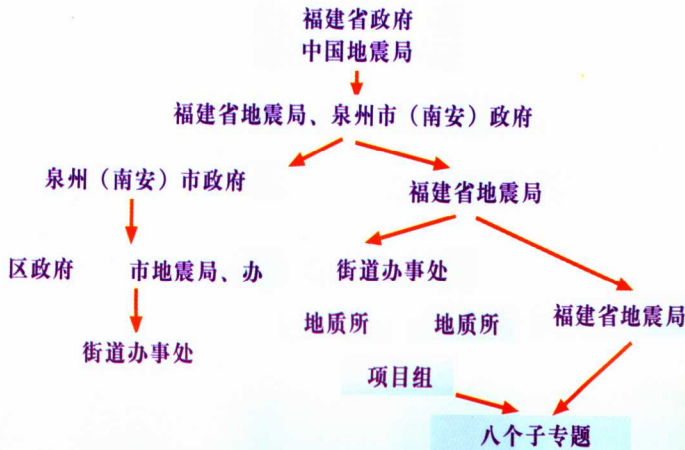 福建省政府
中国地震局
福建省地震局、泉州市（南安）政府
泉州（南安）市政府
福建省地震局
区政府
市地震局、办
街道办事处
地质所
地质所
福建省地震局
街道办事处
项目组
八个子专题